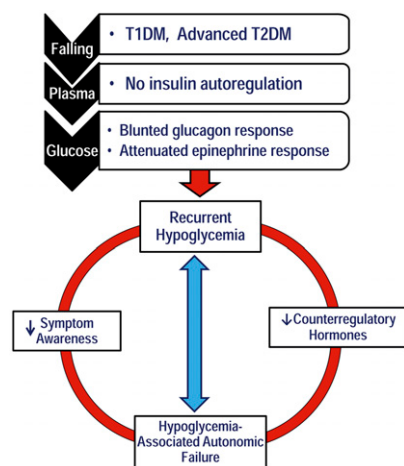 Falling
• T1DM, Advanced T2DM
Plasma
• No insulin autoregulation
Glucose
• Blunted glucagon response
• Attenuated epinephrine response
Recurrent
Hypoglycemia
↓ Symptom
Awareness
↓Counterregulatory
Hormones
Hypoglycemia-
Associated Autonomic
Failure